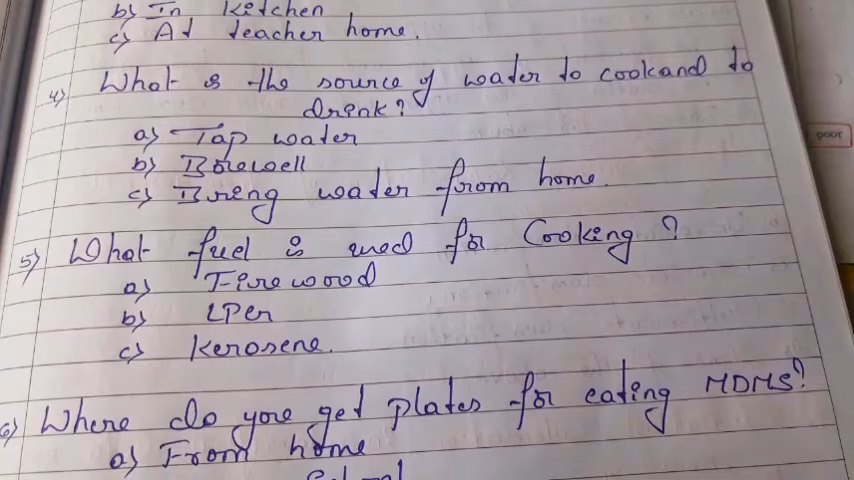 b) In Ketchen
c) At teacher home.
4) What is the source of water to cook and to
drink?
a) Tap water
b) Borewell
c) Bring water from home.
5) What fuel is used for Cooking?
a) Firewood
b) LPG
c) Kerosene.
6) Where do you get plates for eating MDMS?
a) From home
poor